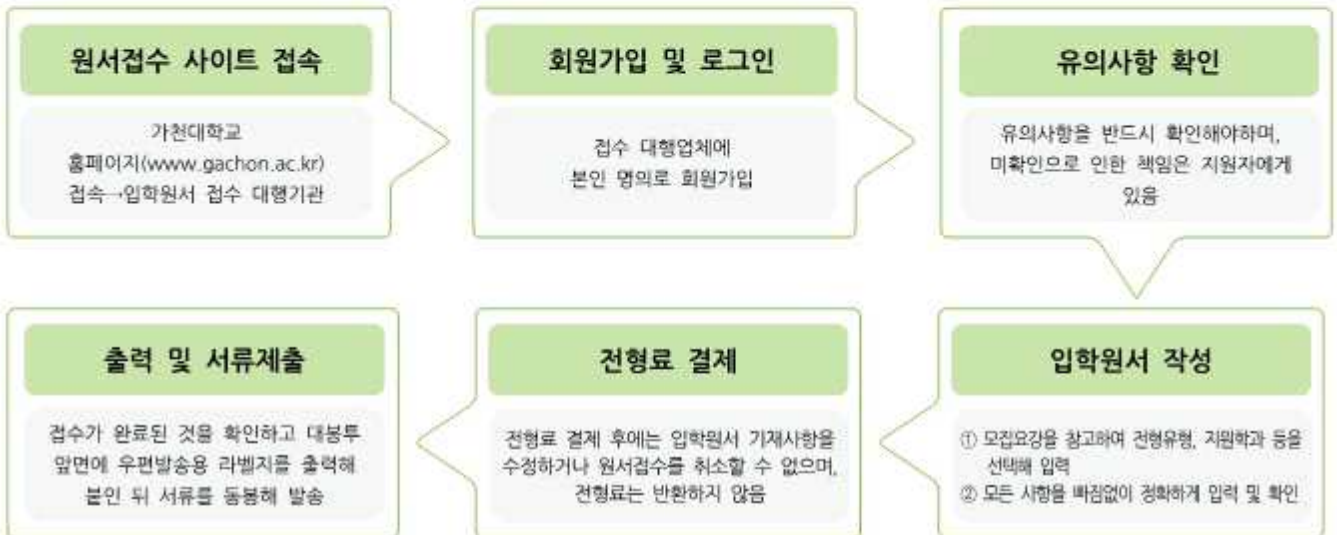 원서접수 사이트 접속
가천대학교
홈페이지(www.gachon.ac.kr)
접속→입학원서 접수 대행기관
회원가입 및 로그인
접수 대행업체에
본인 명의로 회원가입
유의사항 확인
유의사항을 반드시 확인해야하며,
미확인으로 인한 책임은 지원자에게
있음
입학원서 작성
① 모집요강을 참고하여 전형유형, 지원학과 등을
선택해 입력
② 모든 사항을 빠짐없이 정확하게 입력 및 확인
전형료 결제
전형료 결제 후에는 입학원서 기재사항을
수정하거나 원서접수를 취소할 수 없으며,
전형료는 반환하지 않음
출력 및 서류제출
접수가 완료된 것을 확인하고 대봉투
앞면에 우편발송용 라벨지를 출력해
붙인 뒤 서류를 동봉해 발송